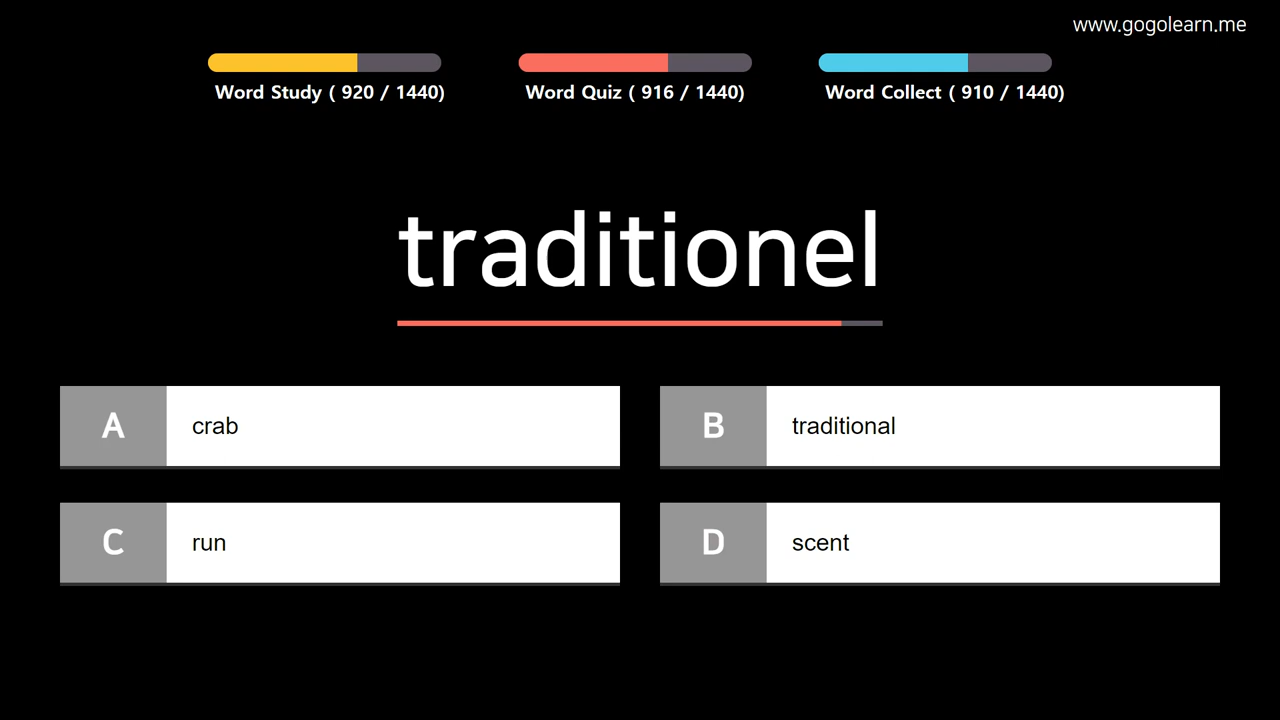 www.gogolearn.me
Word Study ( 920 / 1440)
Word Quiz ( 916 / 1440)
Word Collect ( 910 / 1440)
traditionel
A
crab
B
traditional
C
run
D
scent